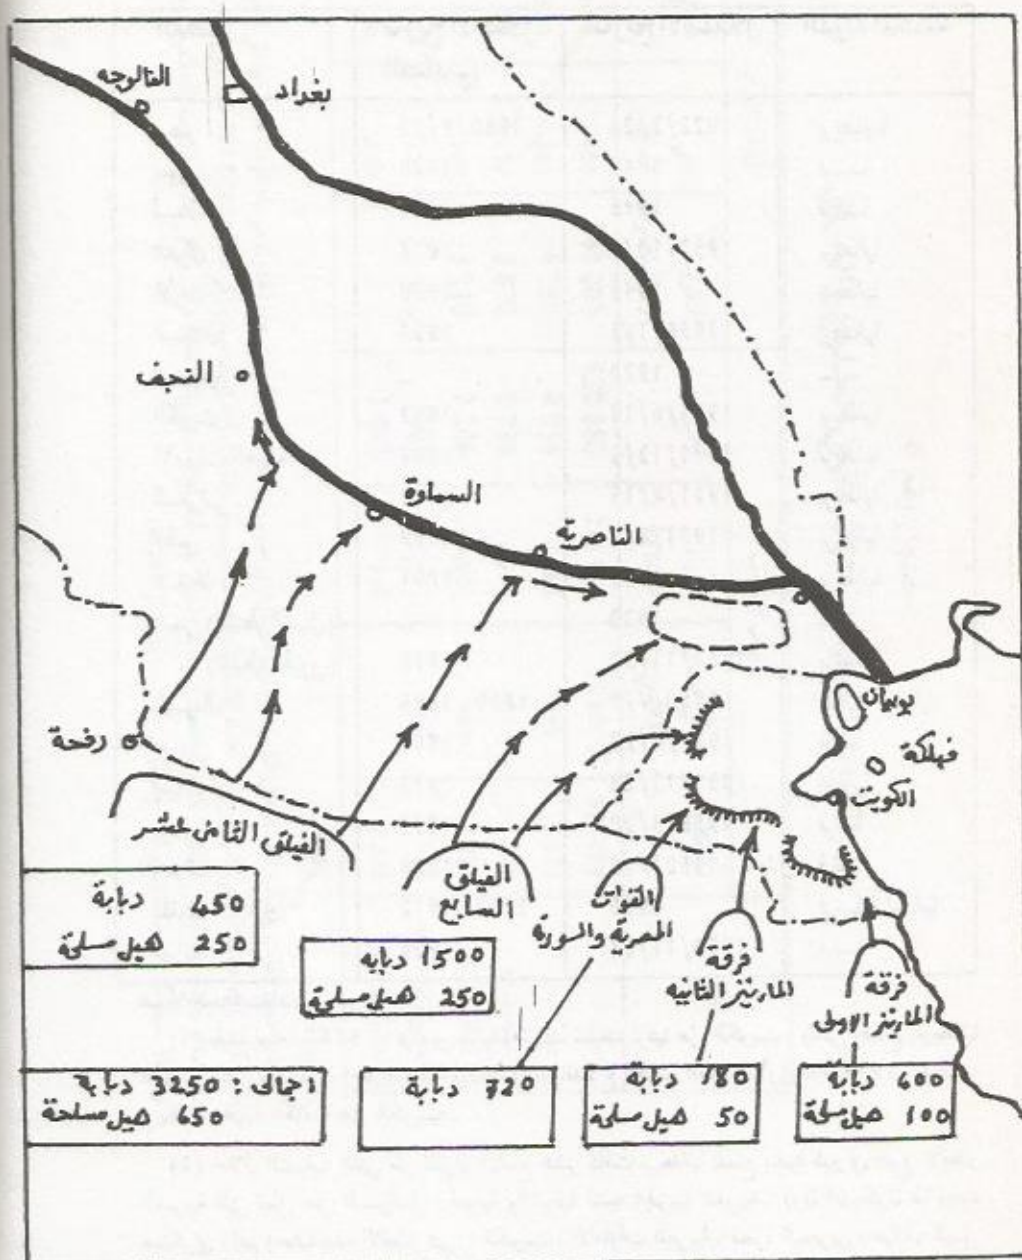 الفالوجه
بغداد
النجف
السماوة
الناصرية
بوبيان
فيلكة
الكويت
رفحة
الفيلق الثامن عشر
الفيلق
السابع
القوات
المصرية والسورية
فرقة
المارينز الثانيه
فرقة
المارينز الاولى
450 دبابة
250 هيل مسلحة
1500 دبابه
250 هيل مسلحة
اجمالى : 3250 دبابة
650 هيل مسلحة
720 دبابة
180 دبابة
50 هيل مسلحة
600 دبابة
100 هيل مسلحة